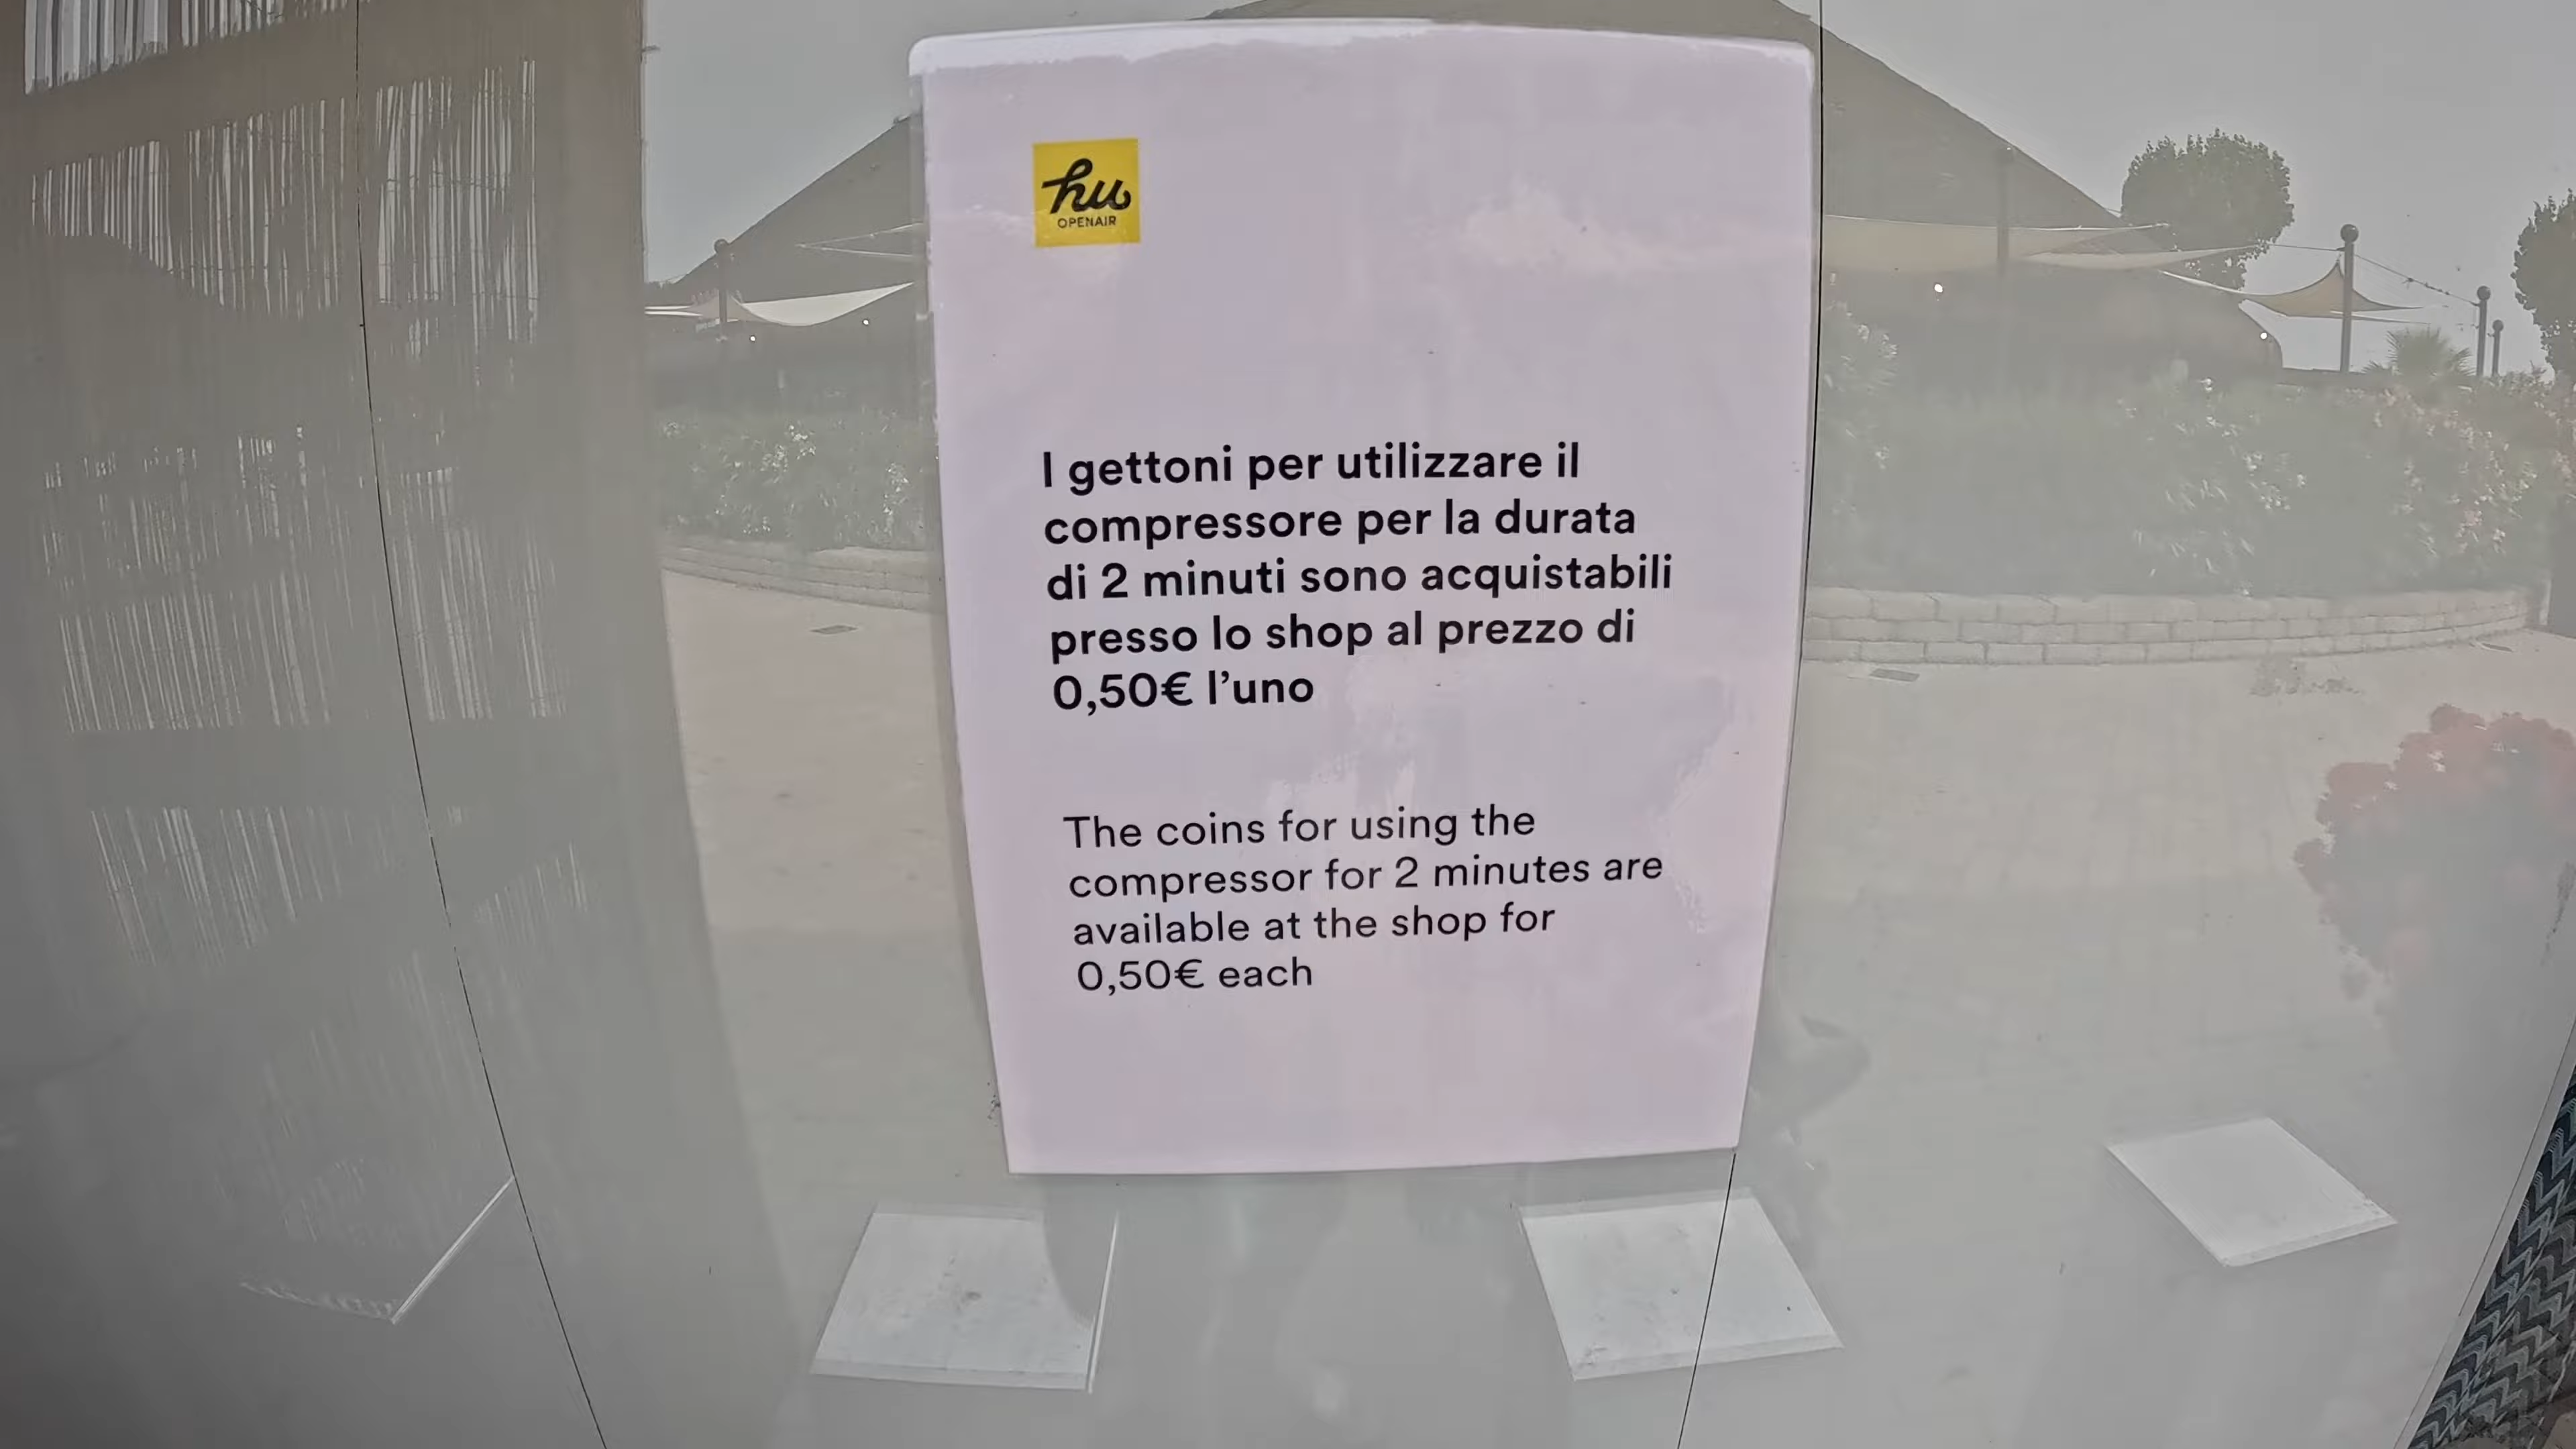 hu
OPENAIR
I gettoni per utilizzare il
compressore per la durata
di 2 minuti sono acquistabili
presso lo shop al prezzo di
0,50€ l’uno
The coins for using the
compressor for 2 minutes are
available at the shop for
0,50€ each